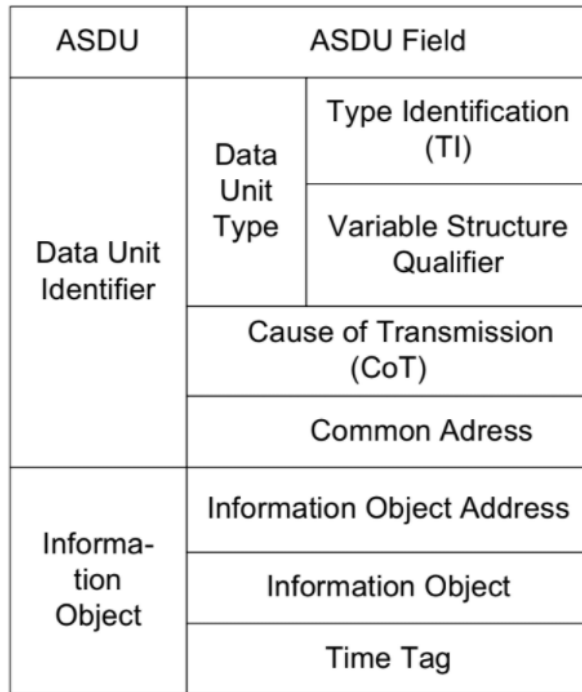 ASDU
ASDU Field
Data Unit
Identifier
Data
Unit
Type
Type Identification
(TI)
Variable Structure
Qualifier
Cause of Transmission
(CoT)
Common Adress
Informa-
tion
Object
Information Object Address
Information Object
Time Tag